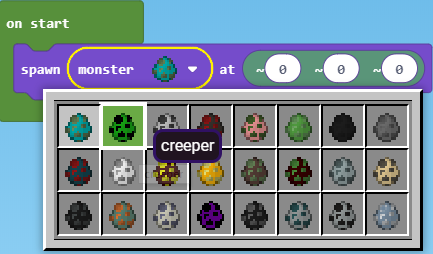 on start
spawn monster at ~0 ~0 ~0
creeper